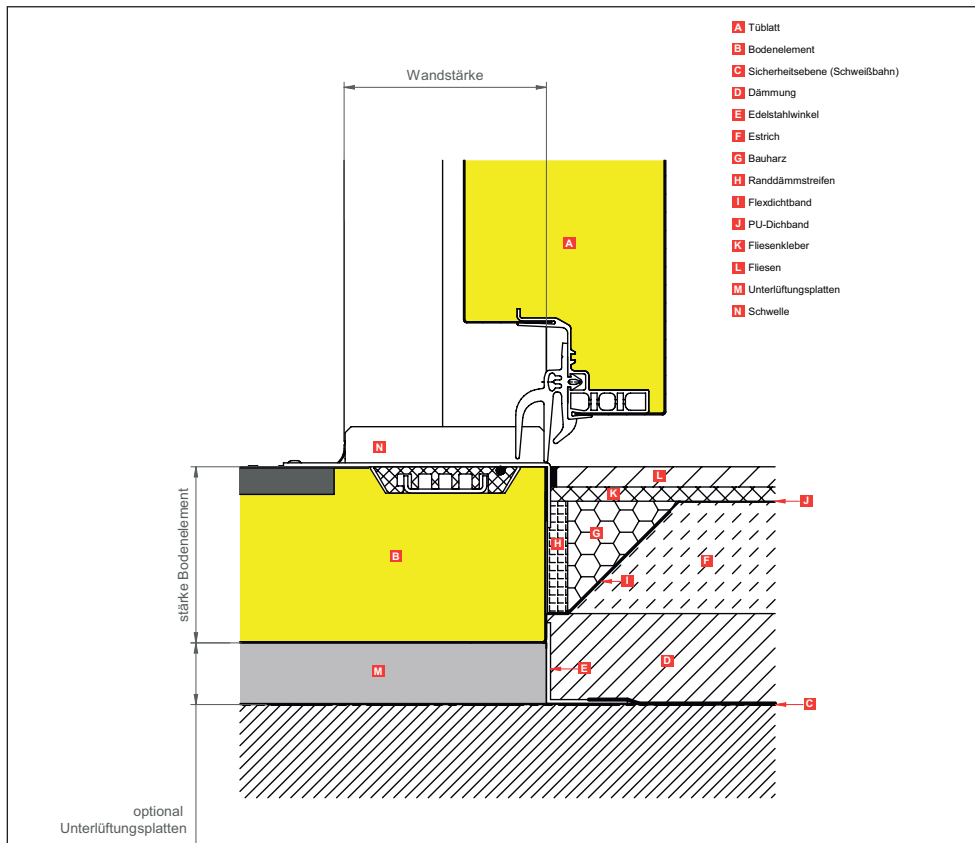 A Tüblatt
B Bodenelement
C Sicherheitsebene (Schweißbahn)
D Dämmung
E Edelstahlwinkel
F Estrich
G Bauharz
H Randdämmstreifen
I Flexdichtband
J PU-Dichband
K Fliesenkleber
L Fliesen
M Unterlüftungsplatten
N Schwelle
Wandstärke
A
N
L
K
J
H
G
F
B
I
stärke Bodenelement
M
E
D
C
optional
Unterlüftungsplatten